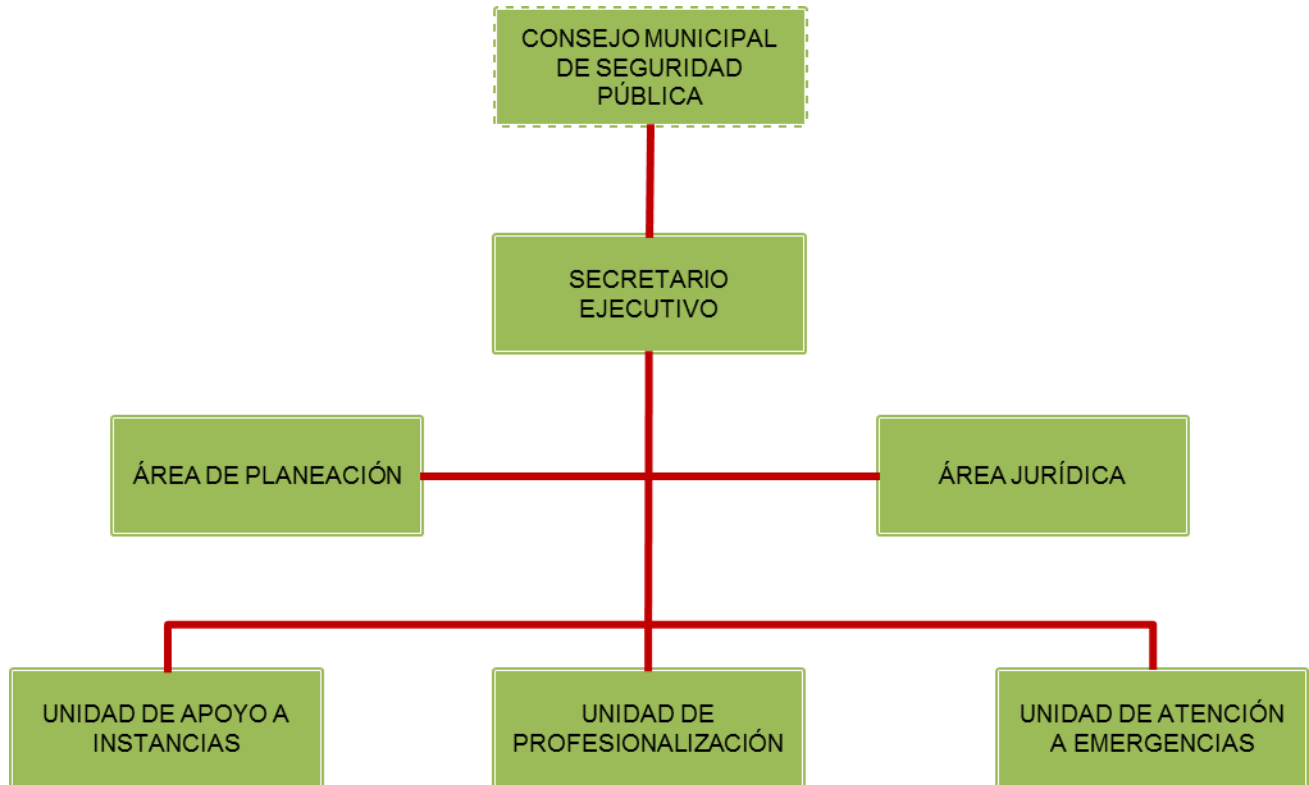 CONSEJO MUNICIPAL
DE SEGURIDAD
PÚBLICA
SECRETARIO
EJECUTIVO
ÁREA DE PLANEACIÓN
ÁREA JURÍDICA
UNIDAD DE APOYO A
INSTANCIAS
UNIDAD DE
PROFESIONALIZACIÓN
UNIDAD DE ATENCIÓN
A EMERGENCIAS